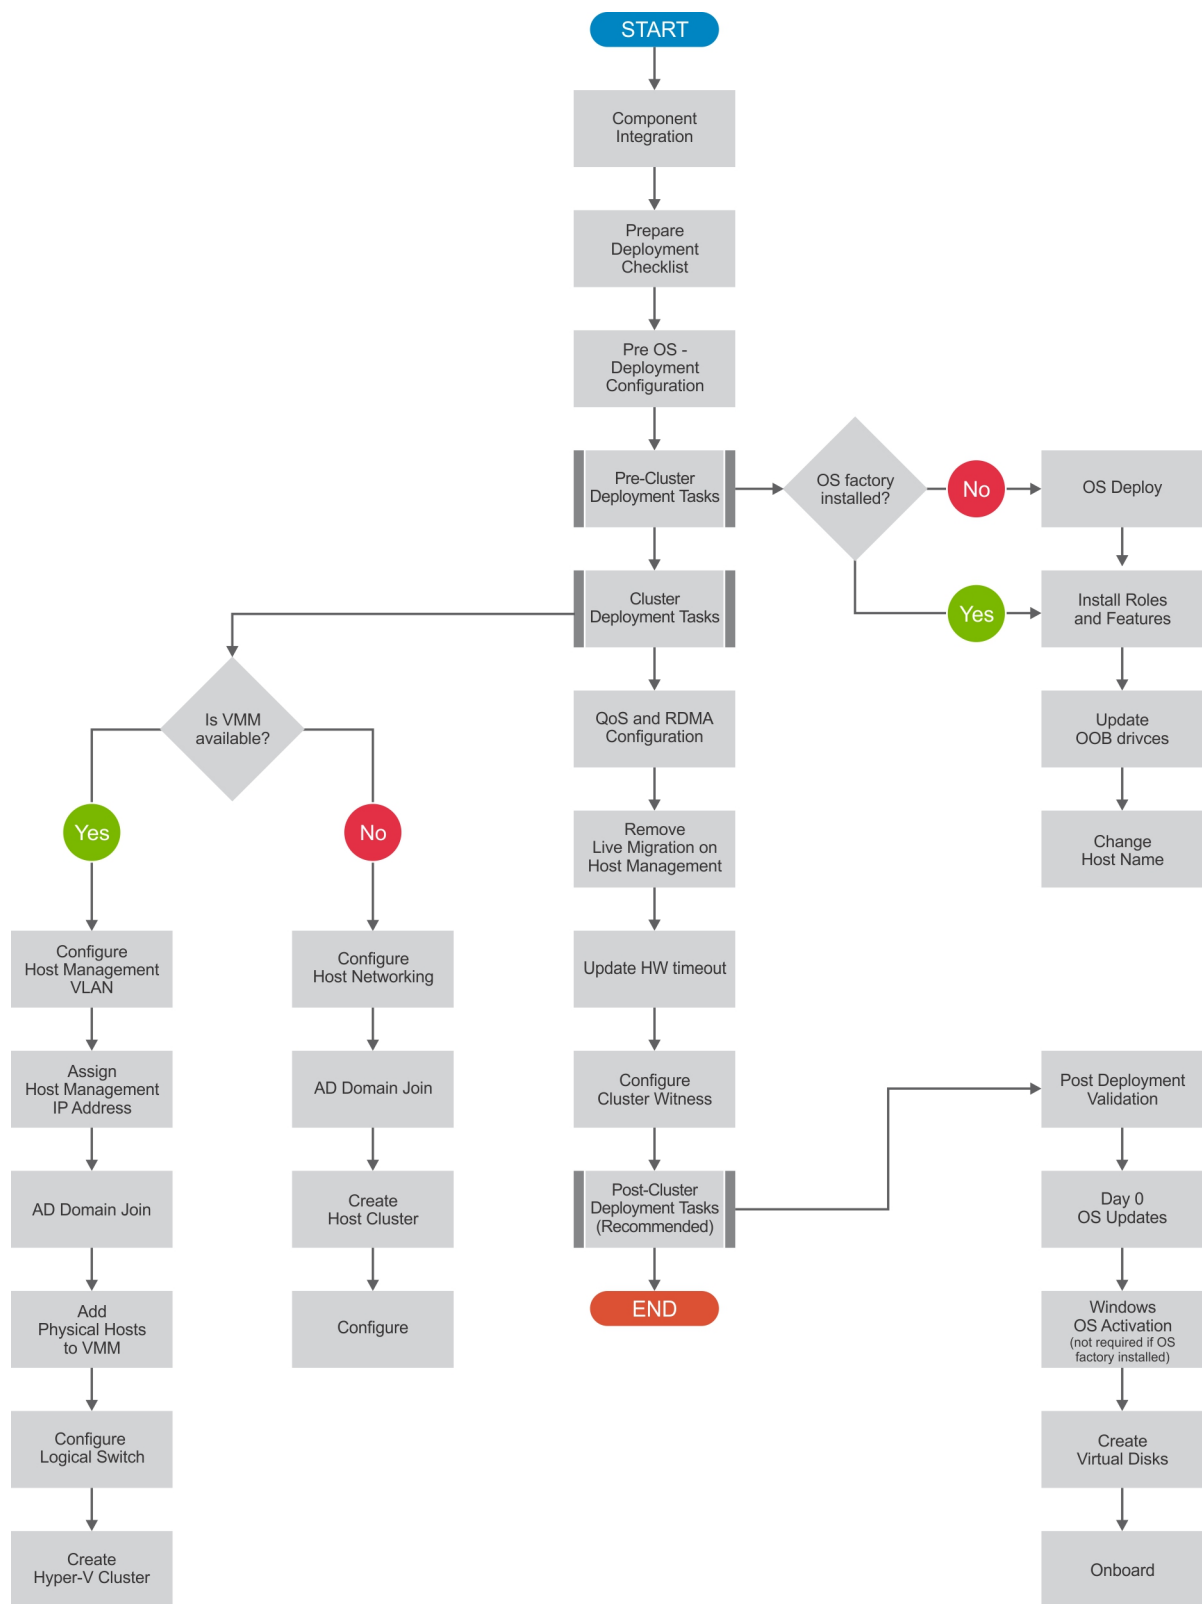 START
Component
Integration
Prepare
Deployment
Checklist
Pre OS -
Deployment
Configuration
Pre-Cluster
Deployment Tasks
OS factory
installed?
No
OS Deploy
Yes
Install Roles
and Features
Update
OOB drivces
Change
Host Name
Cluster
Deployment Tasks
Is VMM
available?
Yes
Configure
Host Management
VLAN
Assign
Host Management
IP Address
AD Domain Join
Add
Physical Hosts
to VMM
Configure
Logical Switch
Create
Hyper-V Cluster
No
Configure
Host Networking
AD Domain Join
Create
Host Cluster
Configure
QoS and RDMA
Configuration
Remove
Live Migration on
Host Management
Update HW timeout
Configure
Cluster Witness
Post-Cluster
Deployment Tasks
(Recommended)
END
Post Deployment
Validation
Day 0
OS Updates
Windows
OS Activation
(not required if OS
factory installed)
Create
Virtual Disks
Onboard